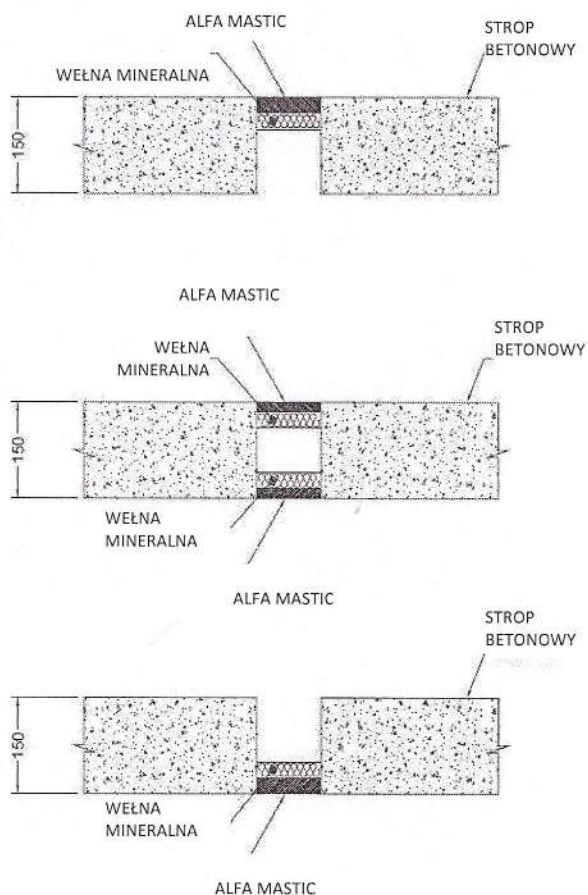 ALFA MASTIC
STROP
BETONOWY
WEŁNA MINERALNA
150
ALFA MASTIC
STROP
BETONOWY
WEŁNA
MINERALNA
150
WEŁNA
MINERALNA
ALFA MASTIC
STROP
BETONOWY
150
WEŁNA
MINERALNA
ALFA MASTIC